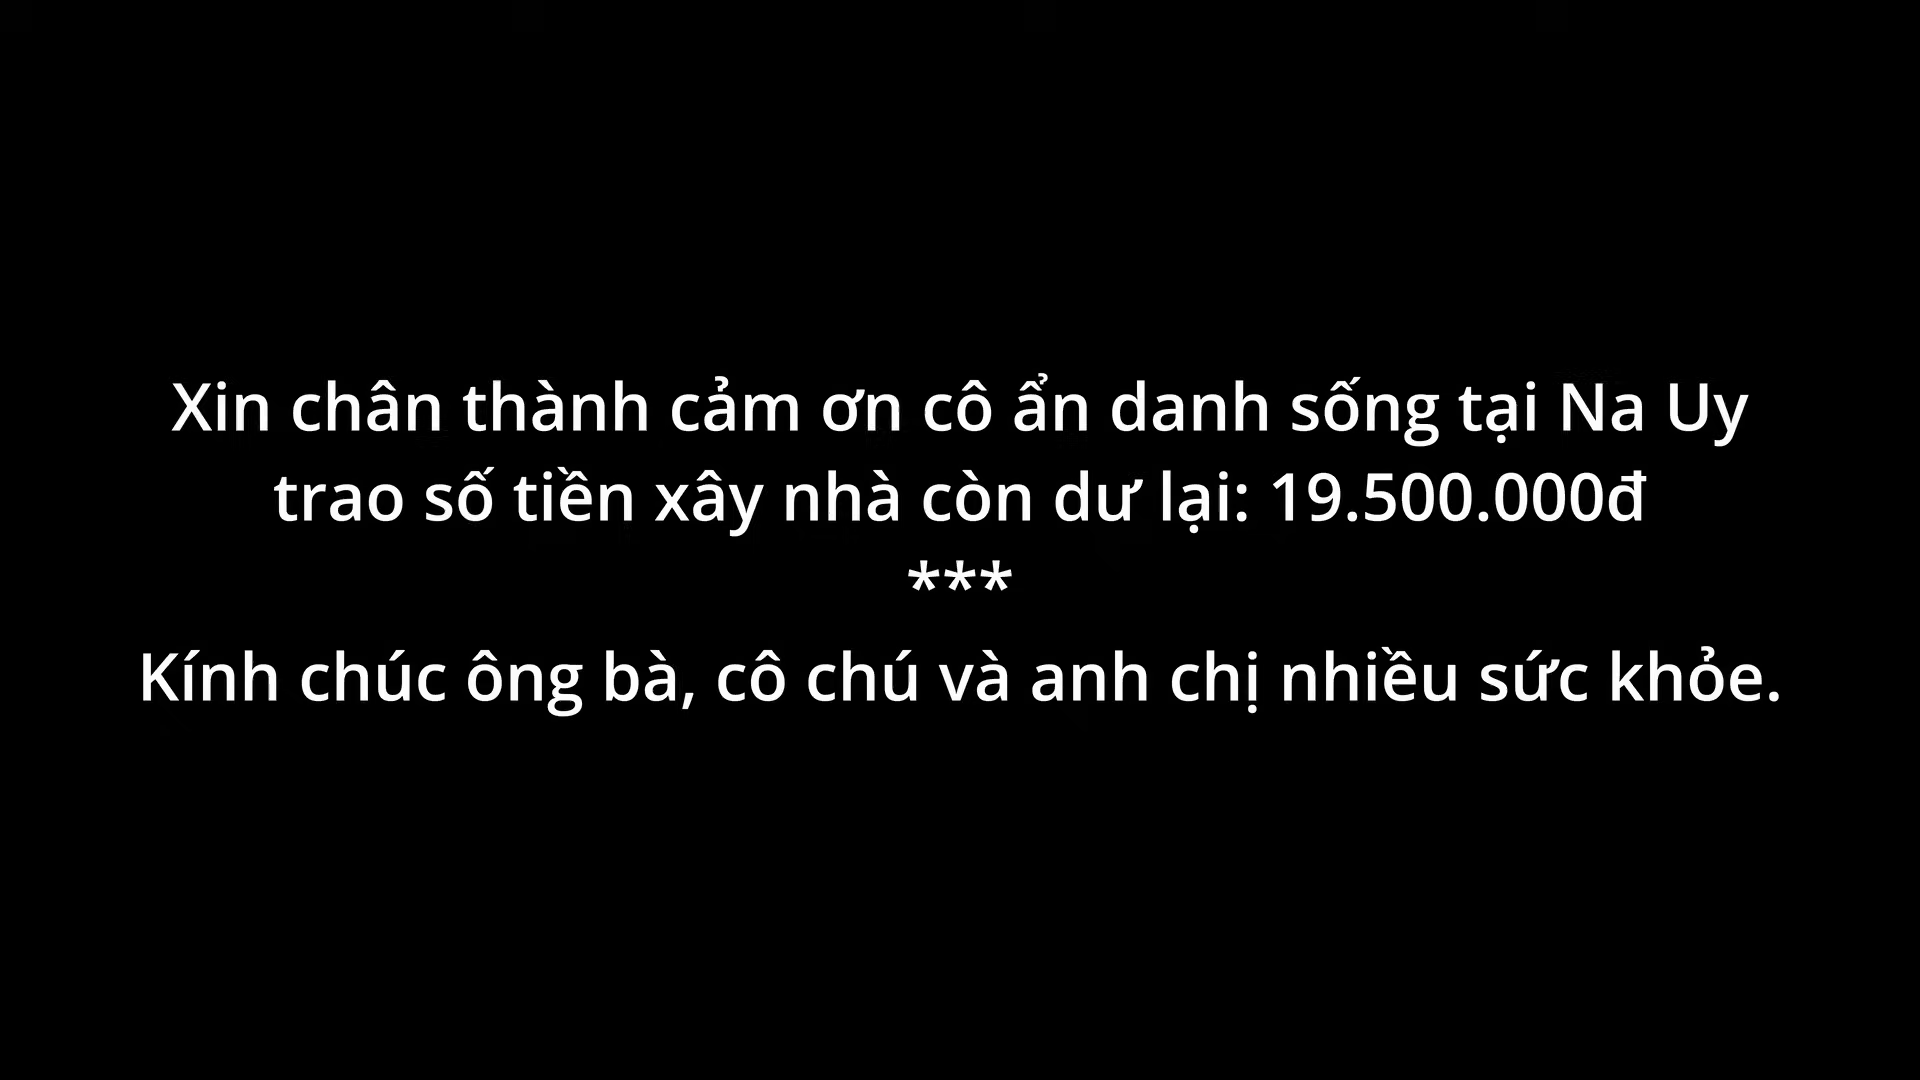 Xin chân thành cảm ơn cô ẩn danh sống tại Na Uy
trao số tiền xây nhà còn dư lại: 19.500.000đ
***
Kính chúc ông bà, cô chú và anh chị nhiều sức khỏe.